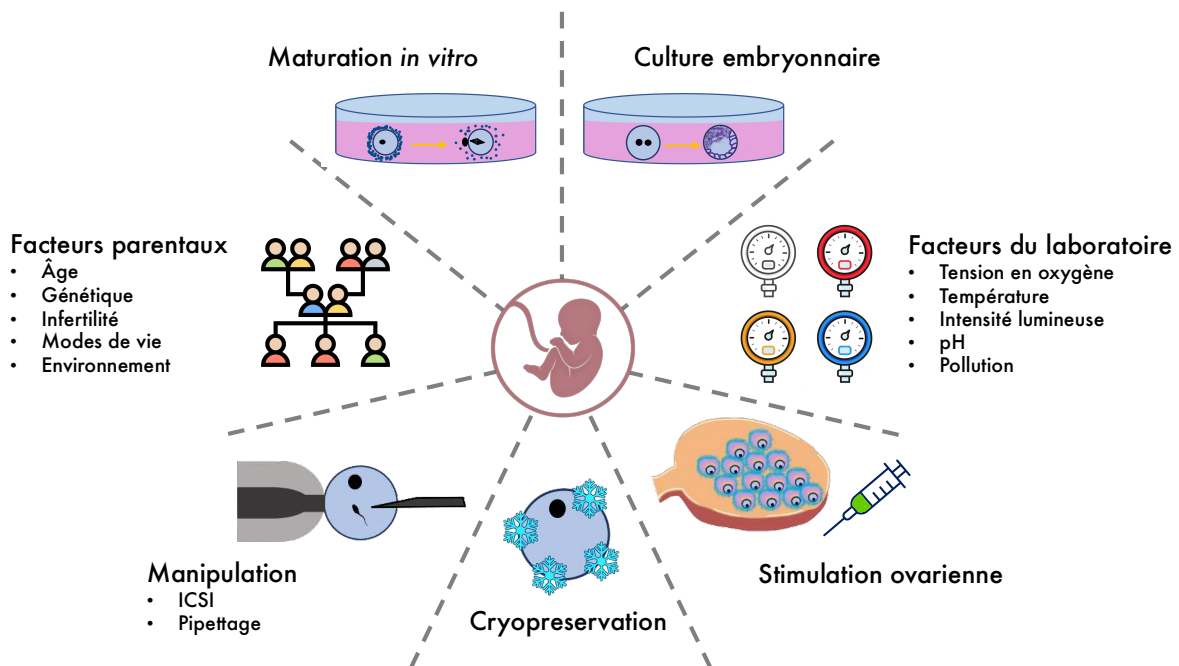 Maturation in vitro
Culture embryonnaire
Facteurs parentaux
• Âge
• Génétique
• Infertilité
• Modes de vie
• Environnement
Facteurs du laboratoire
• Tension en oxygène
• Température
• Intensité lumineuse
• pH
• Pollution
Manipulation
• ICSI
• Pipettage
Cryopreservation
Stimulation ovarienne